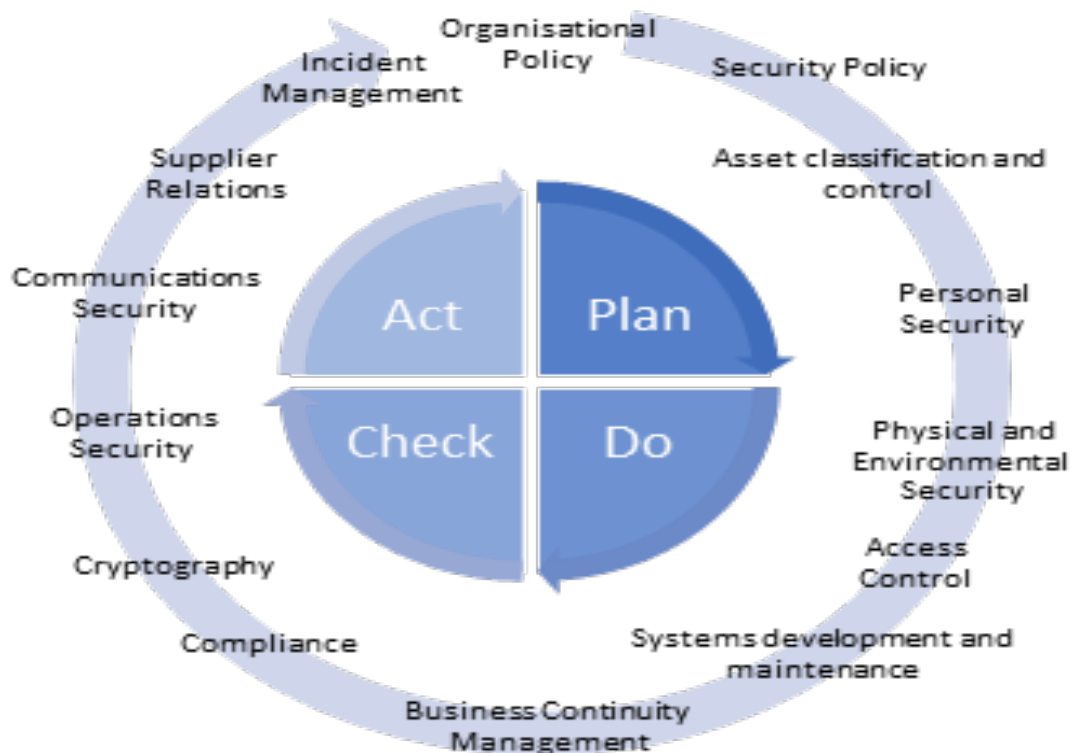 Organisational
Policy
Security Policy
Asset classification and
control
Personal
Security
Physical and
Environmental
Security
Access
Control
Systems development and
maintenance
Business Continuity
Management
Compliance
Cryptography
Operations
Security
Communications
Security
Supplier
Relations
Incident
Management
Act
Plan
Check
Do